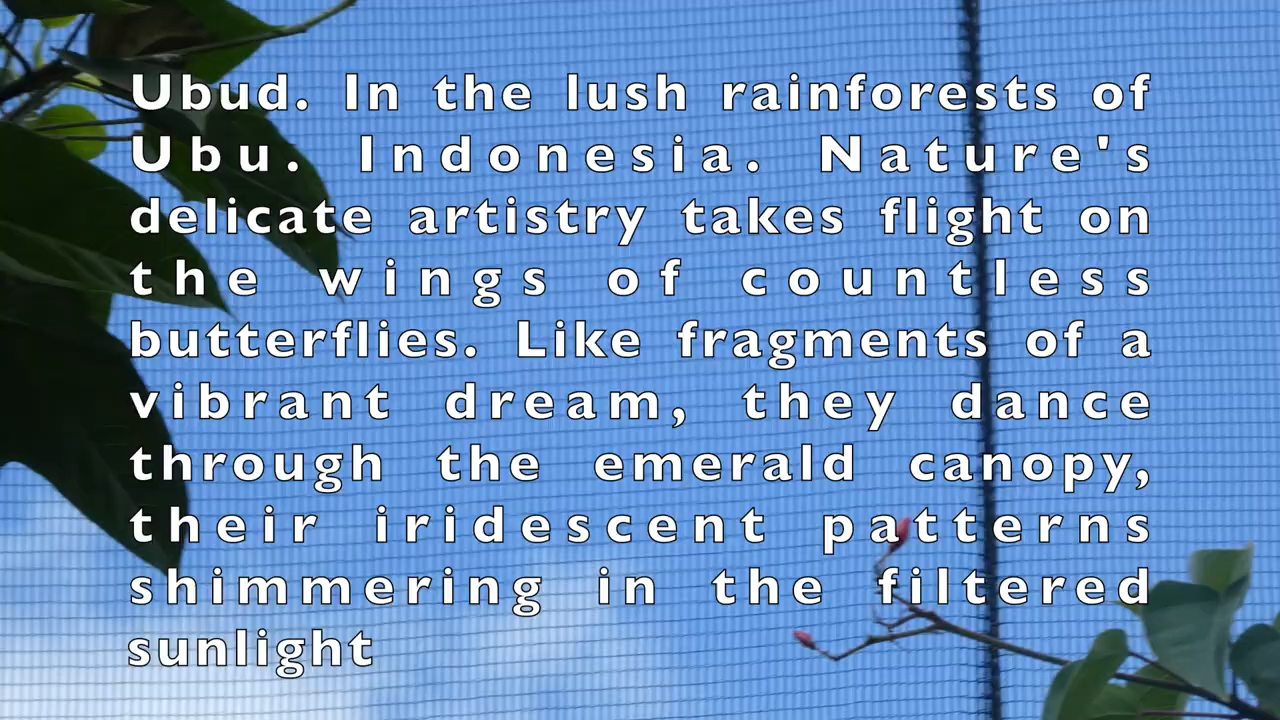 Ubud. In the lush rainforests of
Ubu. Indonesia. Nature's
delicate artistry takes flight on
the wings of countless
butterflies. Like fragments of a
vibrant dream, they dance
through the emerald canopy,
their iridescent patterns
shimmering in the filtered
sunlight